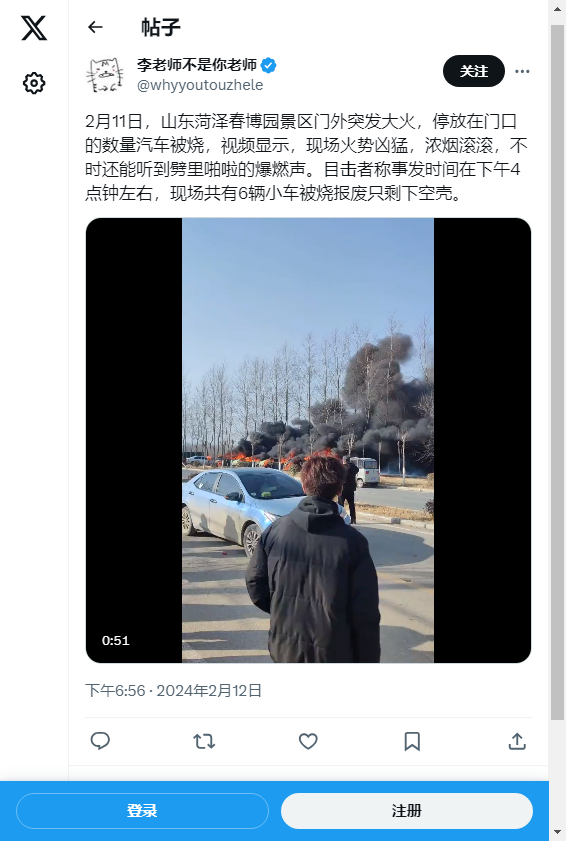 帖子
李老师不是你老师
@whyyoutouzhele
关注
2月11日，山东菏泽春博园景区门外突发大火，停放在门口
的数量汽车被烧，视频显示，现场火势凶猛，浓烟滚滚，不
时还能听到劈里啪啦的爆燃声。目击者称事发时间在下午4
点钟左右，现场共有6辆小车被烧报废只剩下空壳。
0:51
下午6:56 · 2024年2月12日
登录
注册